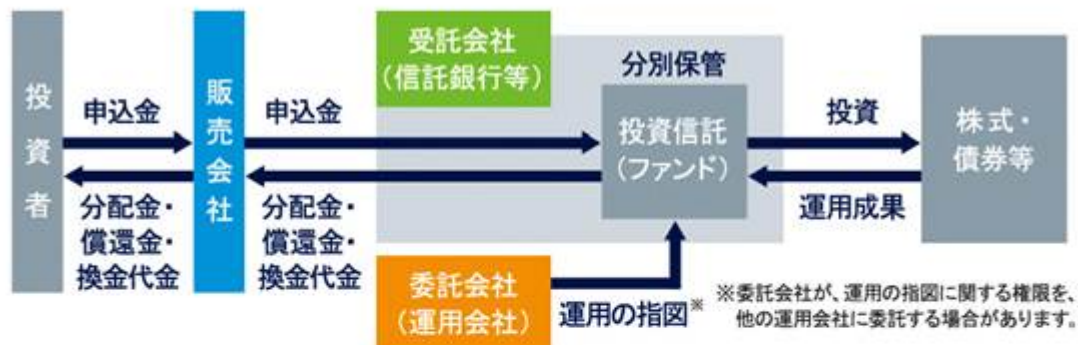 投資者
申込金
分配金・
償還金・
換金代金
販売会社
申込金
分配金・
償還金・
換金代金
受託会社
(信託銀行等)
分別保管
投資信託
(ファンド)
委託会社
(運用会社)
運用の指図※
投資
運用成果
株式・
債券等
※委託会社が、運用の指図に関する権限を、
他の運用会社に委託する場合があります。